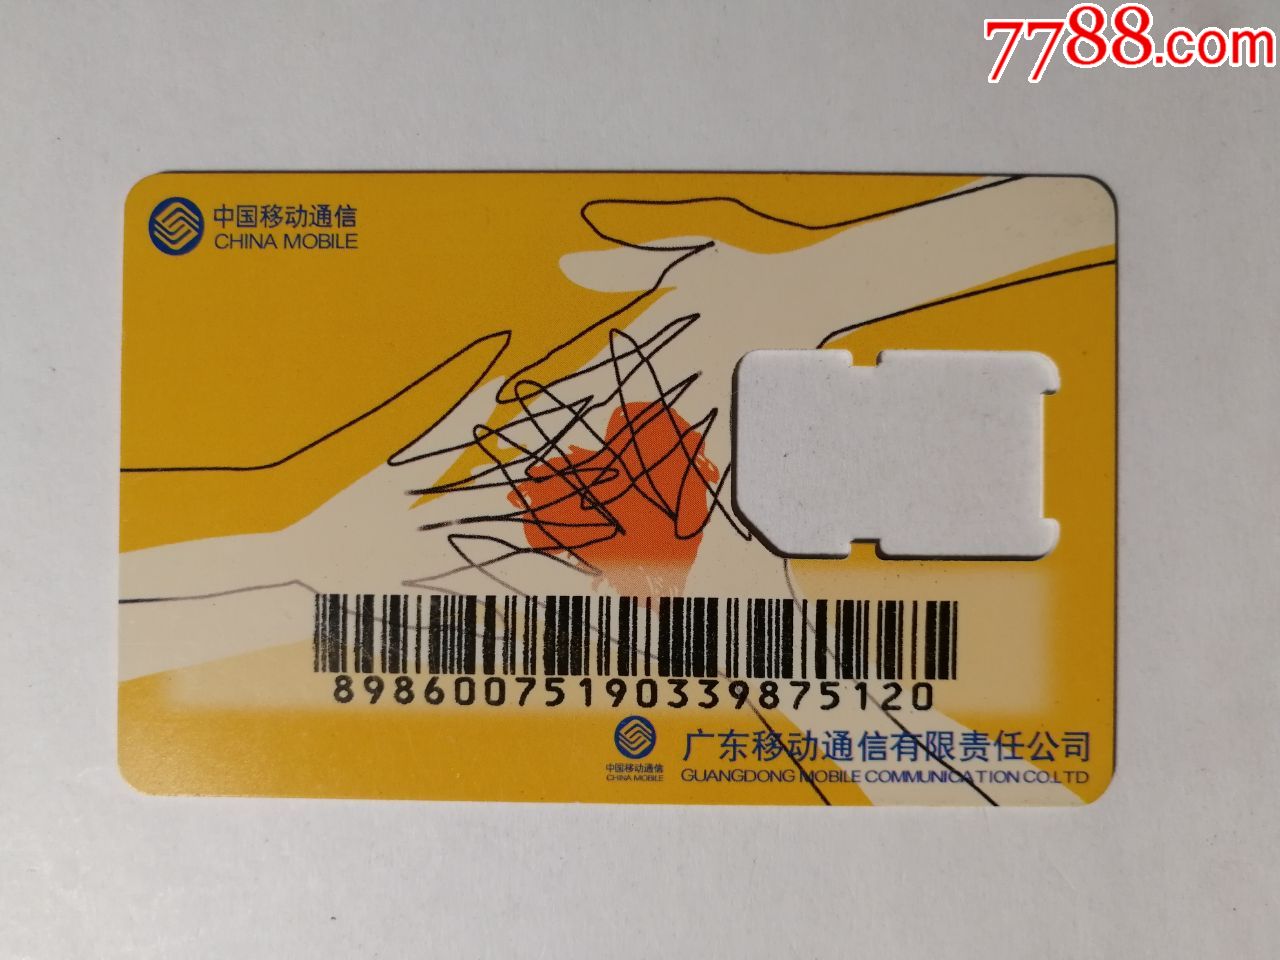 7788.com
中国移动通信
CHINA MOBILE
89860075190339875120
中国移动通信
CHINA MOBILE
广东移动通信有限责任公司
GUANGDONG MOBILE COMMUNICATION CO.LTD